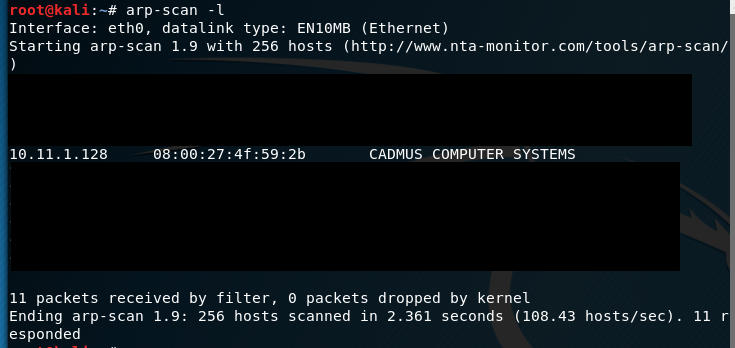 root@kali:~# arp-scan -l
Interface: eth0, datalink type: EN10MB (Ethernet)
Starting arp-scan 1.9 with 256 hosts (http://www.nta-monitor.com/tools/arp-scan/
)
10.11.1.128 08:00:27:4f:59:2b CADMUS COMPUTER SYSTEMS
11 packets received by filter, 0 packets dropped by kernel
Ending arp-scan 1.9: 256 hosts scanned in 2.361 seconds (108.43 hosts/sec). 11 r
esponded